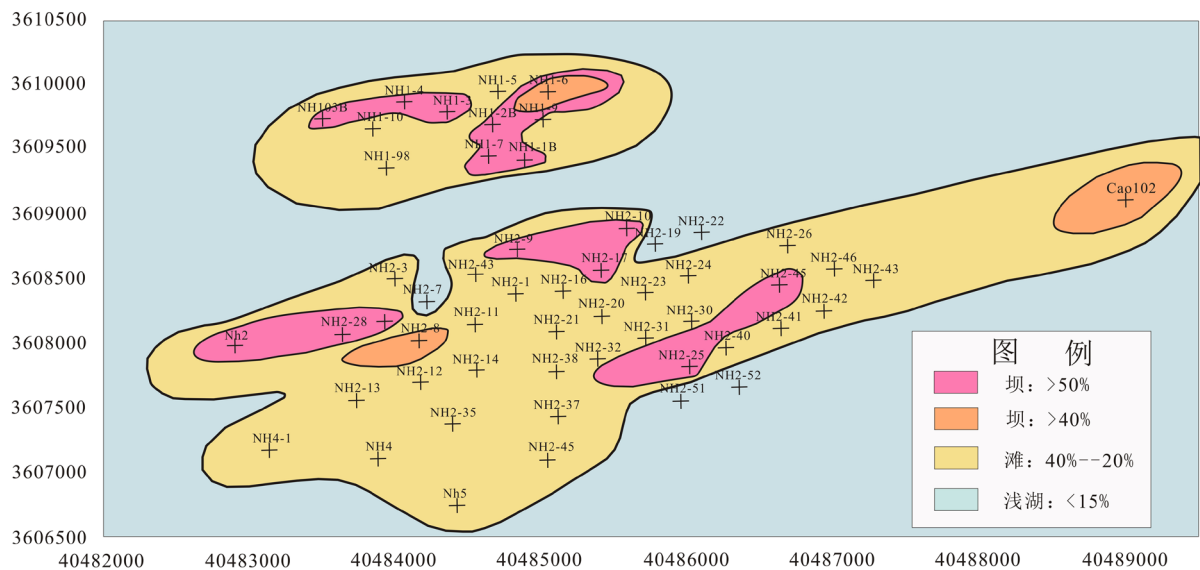 3610500
3610000
3609500
3609000
3608500
3608000
3607500
3607000
3606500
40482000
40483000
40484000
40485000
40486000
40487000
40488000
40489000
NH1-5
NH1-6
NH1-4
NH1-3
NH103B
NH1-10
NH1-2B
NH1-9
NH1-7
NH1-1B
NH1-98
Cao102
NH2-10
NH2-22
NH2-19
NH2-9
NH2-26
NH2-17
NH2-3
NH2-43
NH2-24
NH2-46
NH2-43
NH2-7
NH2-1
NH2-16
NH2-23
NH2-45
NH2-42
NH2-11
NH2-20
NH2-30
NH2-41
NH2-28
NH2-8
NH2-21
NH2-31
NH2-40
Nh2
NH2-32
NH2-14
NH2-38
NH2-25
NH2-12
NH2-13
NH2-51
NH2-52
NH2-35
NH2-37
NH4-1
NH4
NH2-45
Nh5
图 例
坝：>50%
坝：>40%
滩：40%--20%
浅湖：<15%